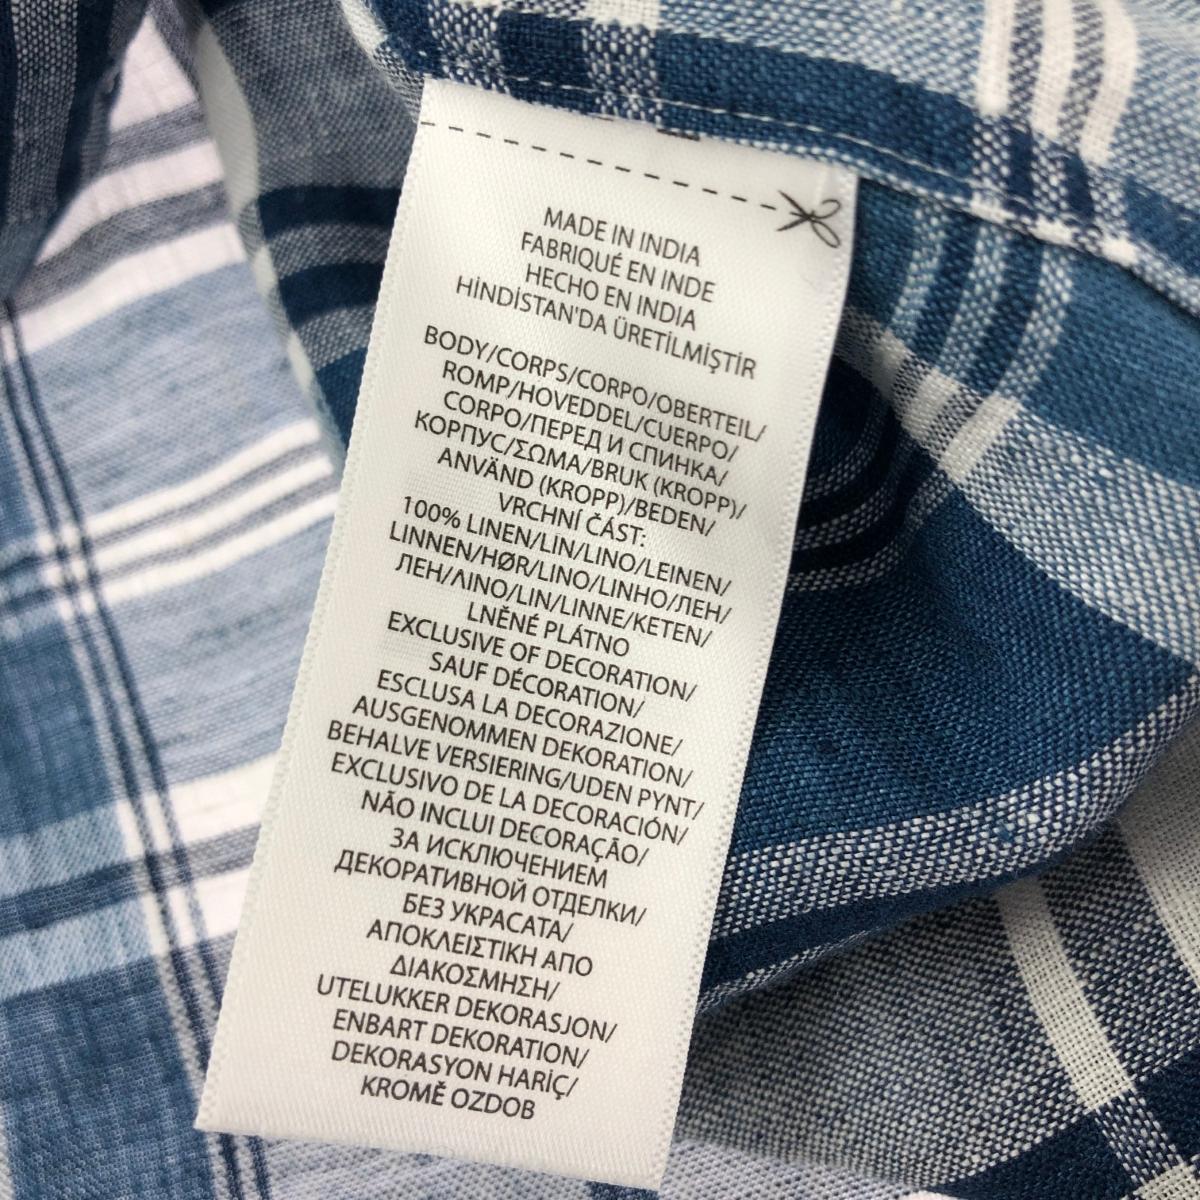 MADE IN INDIA
FABRIQUÉ EN INDE
HECHO EN INDIA
HİNDİSTAN'DA ÜRETİLMİŞTİR
BODY/CORPS/CORPO/OBERTEIL/
ROMP/HOVEDDEL/CUERPO/
CORPO/ПЕРЕД И СПИНКА/
КОРПУС/ΣΩΜΑ/BRUK (KROPP)/
ANVÄND (KROPP)/BEDEN/
VRCHNÍ ČÁST:
100% LINEN/LIN/LINO/LEINEN/
LINNEN/HØR/LINO/LINHO/ЛЕН/
ЛЕН/ΛΙΝΟ/LIN/LINNE/KETEN/
LNĚNÉ PLÁTNO
EXCLUSIVE OF DECORATION/
SAUF DÉCORATION/
ESCLUSA LA DECORAZIONE/
AUSGENOMMEN DEKORATION/
BEHALVE VERSIERING/UDEN PYNT/
EXCLUSIVO DE LA DECORACIÓN/
NÃO INCLUI DECORAÇÃO/
ЗА ИСКЛЮЧЕНИЕМ
ДЕКОРАТИВНОЙ ОТДЕЛКИ/
БЕЗ УКРАСАТА/
ΑΠΟΚΛΕΙΣΤΙΚΗ ΑΠΟ
ΔΙΑΚΟΣΜΗΣΗ/
UTELUKKER DEKORASJON/
ENBART DEKORATION/
DEKORASYON HARİÇ/
KROMĚ OZDOB